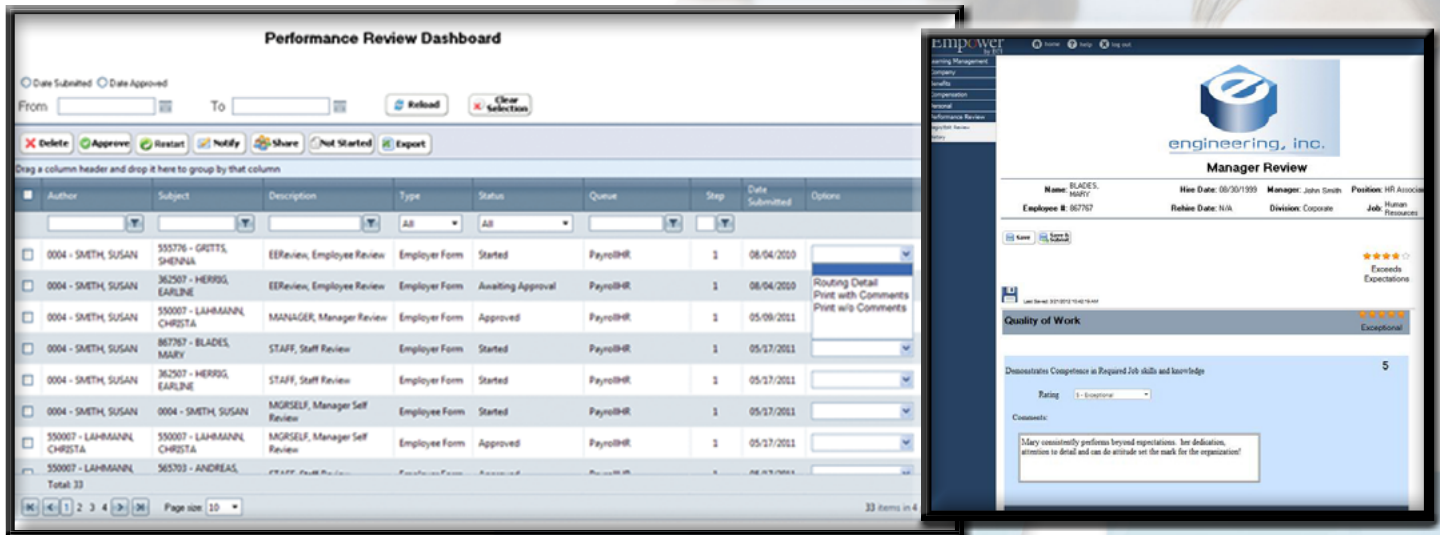 Performance Review Dashboard
Date Submitted Date Approved
From To Reload Clear Selection
Delete Approve Restart Notify Share Not Started Export
Drag a column header and drop it here to group by that column
Author Subject Description Type Status Queue Step Date Submitted Options
All All
0004 - SMITH, SUSAN 555776 - GRITTS, SHENNA EEReview, Employee Review Employer Form Started PayrollHR 1 08/04/2010
0004 - SMITH, SUSAN 362507 - HERRIG, EARLINE EEReview, Employee Review Employer Form Awaiting Approval PayrollHR 1 08/04/2010
Routing Detail
Print with Comments
Print w/o Comments
0004 - SMITH, SUSAN 550007 - LAHMANN, CHRISTA MANAGER, Manager Review Employer Form Approved PayrollHR 1 05/09/2011
0004 - SMITH, SUSAN 867767 - BLADES, MARY STAFF, Staff Review Employer Form Started PayrollHR 1 05/17/2011
0004 - SMITH, SUSAN 362507 - HERRIG, EARLINE STAFF, Staff Review Employer Form Started PayrollHR 1 05/17/2011
0004 - SMITH, SUSAN 0004 - SMITH, SUSAN MGRSELF, Manager Self Review Employee Form Started PayrollHR 1 05/17/2011
550007 - LAHMANN, CHRISTA 550007 - LAHMANN, CHRISTA MGRSELF, Manager Self Review Employee Form Approved PayrollHR 1 05/17/2011
550007 - LAHMANN, 565703 - ANDREAS,
Total: 33
1 2 3 4 Page size: 10 33 items in 4
Empower
home help log out
Learning Management
Company
Benefits
Compensation
Personal
Performance Review
engineering, inc.
Manager Review
Name: BLADES, MARY Hire Date: 08/30/1999 Manager: John Smith Position: HR Associa
Employee #: 867767 Rehire Date: N/A Division: Corporate Job: Human Resources
Save Save & Submit
Exceeds
Expectations
Quality of Work
Exceptional
Demonstrates Competence in Required Job skills and knowledge 5
Rating 5 - Exceptional
Comments:
Mary consistently performs beyond expectations. her dedication,
attention to detail and can do attitude set the mark for the organization!